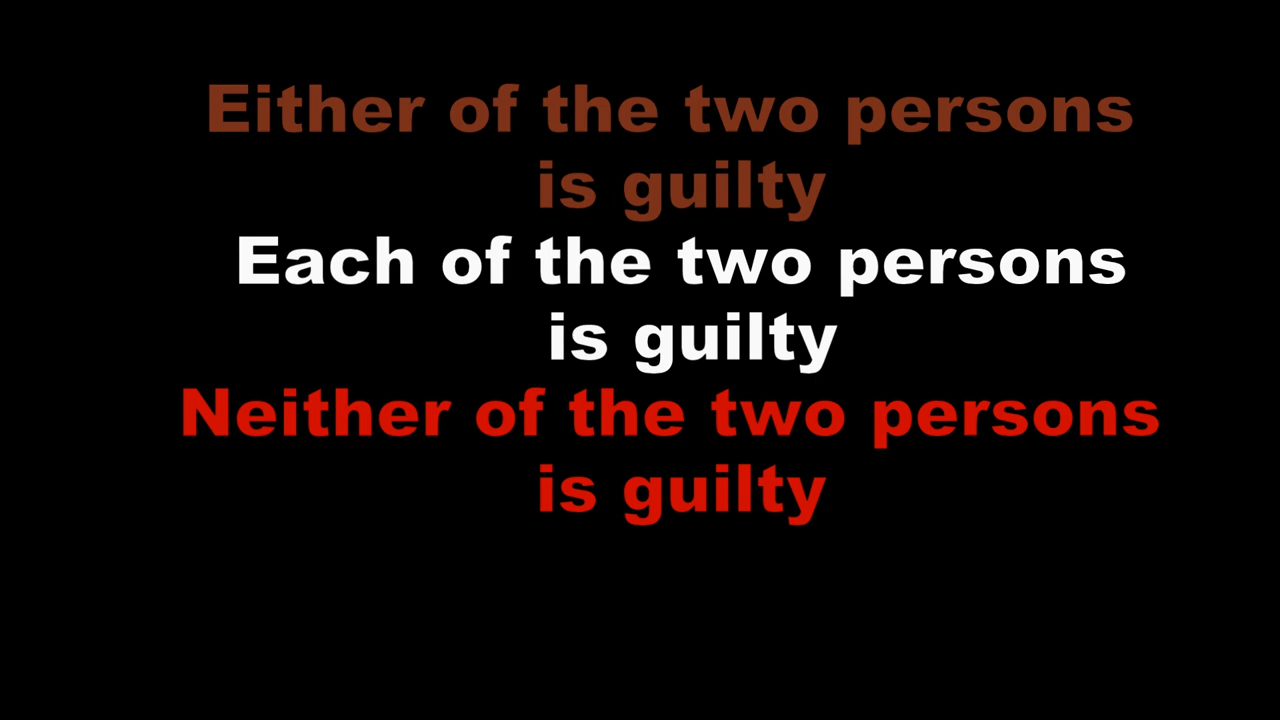 Either of the two persons
is guilty
Each of the two persons
is guilty
Neither of the two persons
is guilty